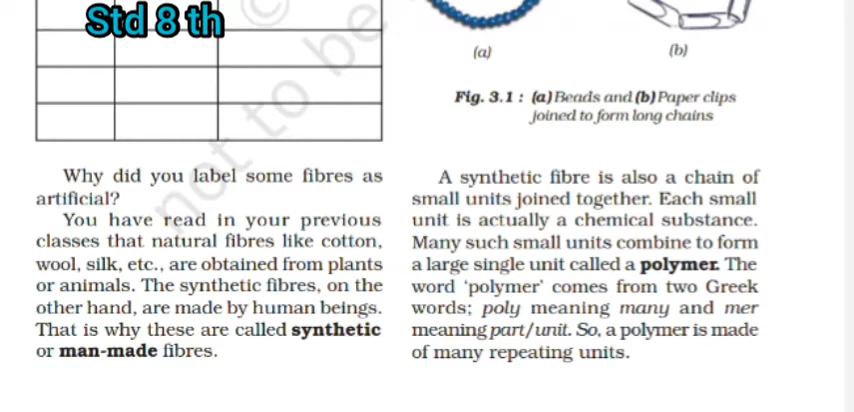 Std 8 th
©
not to be
(a)
(b)
Fig. 3.1 : (a) Beads and (b) Paper clips
joined to form long chains
Why did you label some fibres as
artificial?
You have read in your previous
classes that natural fibres like cotton,
wool, silk, etc., are obtained from plants
or animals. The synthetic fibres, on the
other hand, are made by human beings.
That is why these are called synthetic
or man-made fibres.
A synthetic fibre is also a chain of
small units joined together. Each small
unit is actually a chemical substance.
Many such small units combine to form
a large single unit called a polymer. The
word ‘polymer’ comes from two Greek
words; poly meaning many and mer
meaning part/unit. So, a polymer is made
of many repeating units.